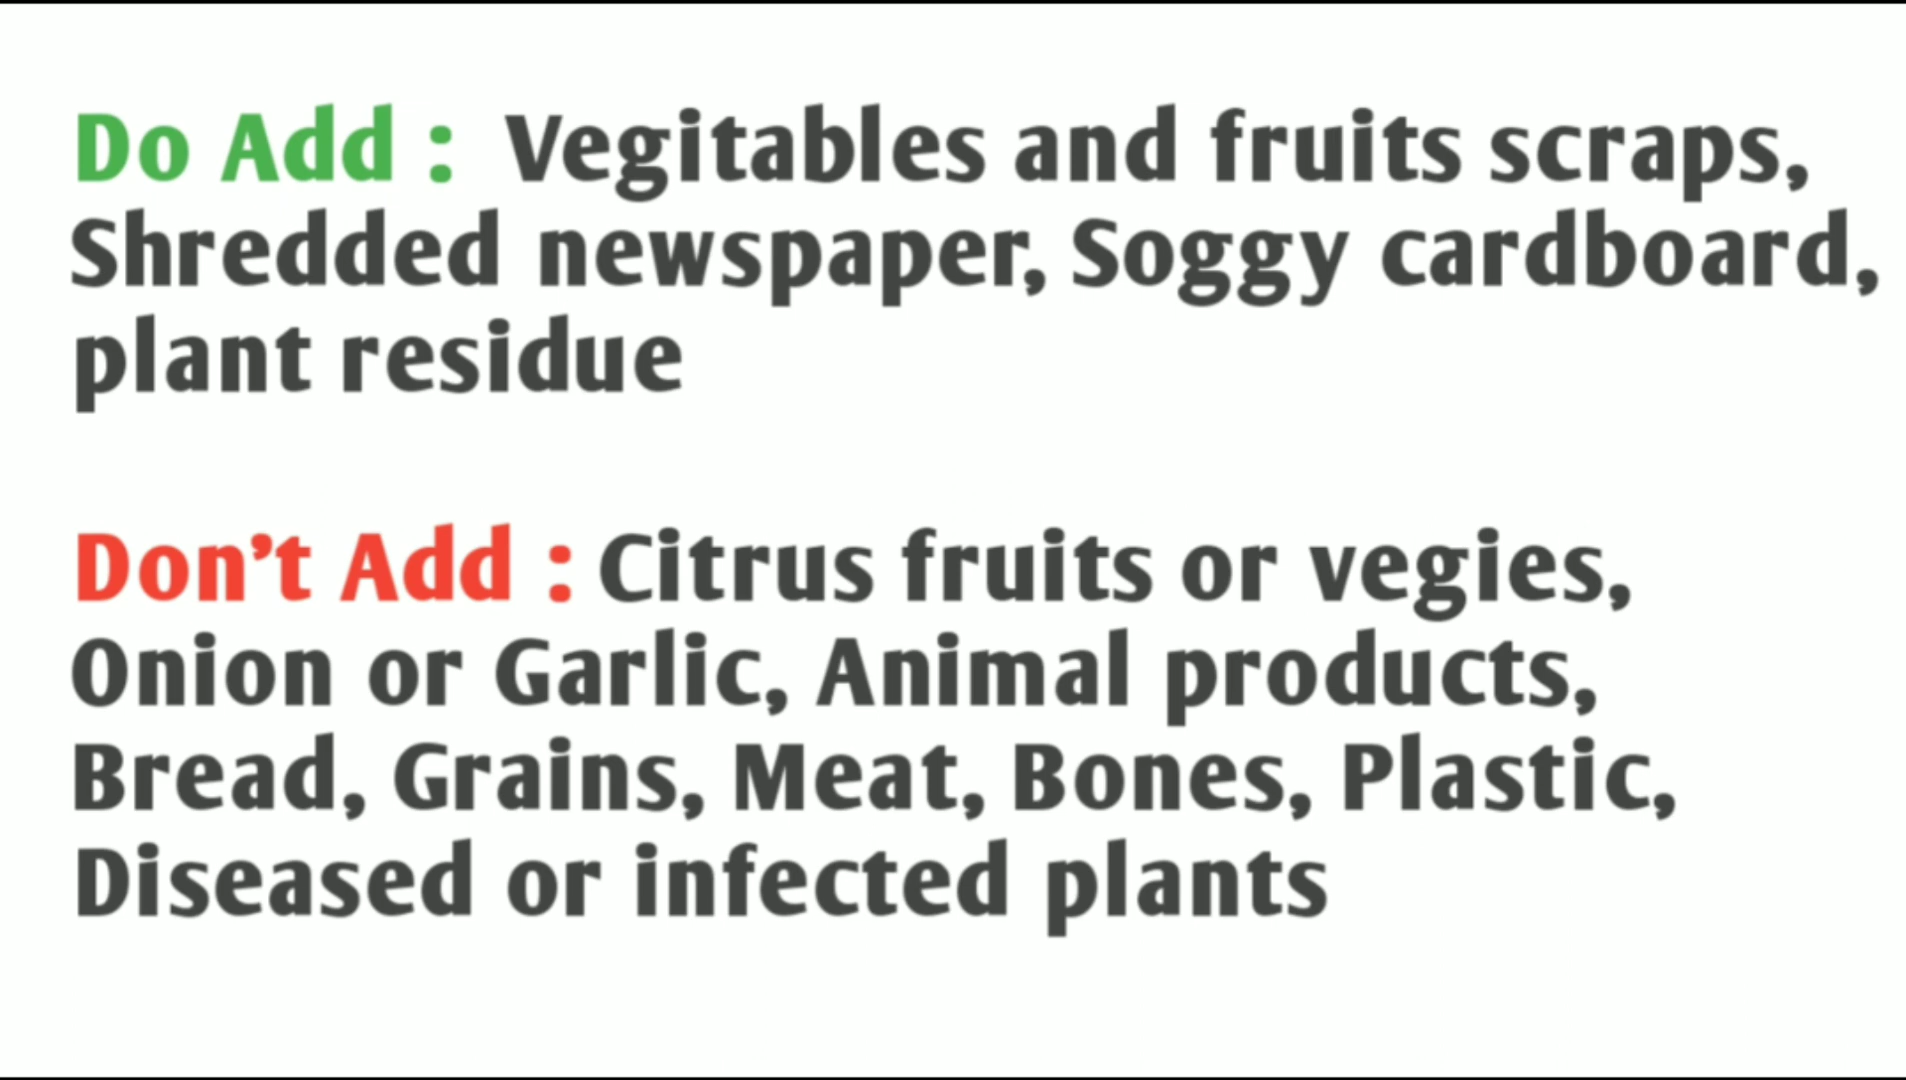 Do Add : Vegitables and fruits scraps,
Shredded newspaper, Soggy cardboard,
plant residue
Don’t Add : Citrus fruits or vegies,
Onion or Garlic, Animal products,
Bread, Grains, Meat, Bones, Plastic,
Diseased or infected plants